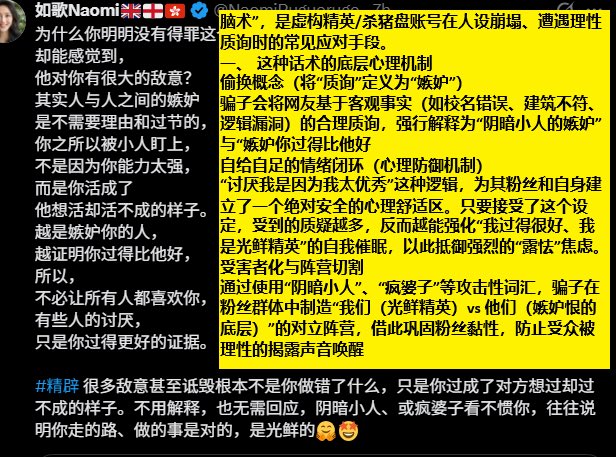 如歌Naomi🇬🇧🏴󠁧󠁢󠁥󠁮󠁧󠁿🇭🇰
为什么你明明没有得罪这
却能感觉到，
他对你有很大的敌意？
其实人与人之间的嫉妒
是不需要理由和过节的，
你之所以被小人盯上，
不是因为你能力太强，
而是你活成了
他想活却活不成的样子。
越是嫉妒你的人，
越证明你过得比他好，
所以，
不必让所有人都喜欢你，
有些人的讨厌，
只是你过得更好的证据。
脑术”，是虚构精英/杀猪盘账号在人设崩塌、遭遇理性
质询时的常见应对手段。
一、 这种话术的底层心理机制
偷换概念（将“质询”定义为“嫉妒”）
骗子会将网友基于客观事实（如校名错误、建筑不符、
逻辑漏洞）的合理质询，强行解释为“阴暗小人的嫉妒”
与“嫉妒你过得比他好
自给自足的情绪闭环（心理防御机制）
“讨厌我是因为我太优秀”这种逻辑，为其粉丝和自身建
立了一个绝对安全的心理舒适区。只要接受了这个设
定，受到的质疑越多，反而越能强化“我过得很好、我
是光鲜精英”的自我催眠，以此抵御强烈的“露怯”焦虑。
受害者化与阵营切割
通过使用“阴暗小人”、“疯婆子”等攻击性词汇，骗子在
粉丝群体中制造“我们（光鲜精英）vs 他们（嫉妒恨的
底层）”的对立阵营，借此巩固粉丝黏性，防止受众被
理性的揭露声音唤醒
#精辟 很多敌意甚至诋毁根本不是你做错了什么，只是你过成了对方想过却过
不成的样子。不用解释，也无需回应，阴暗小人、或疯婆子看不惯你，往往说
明你走的路、做的事是对的，是光鲜的🤗🤩